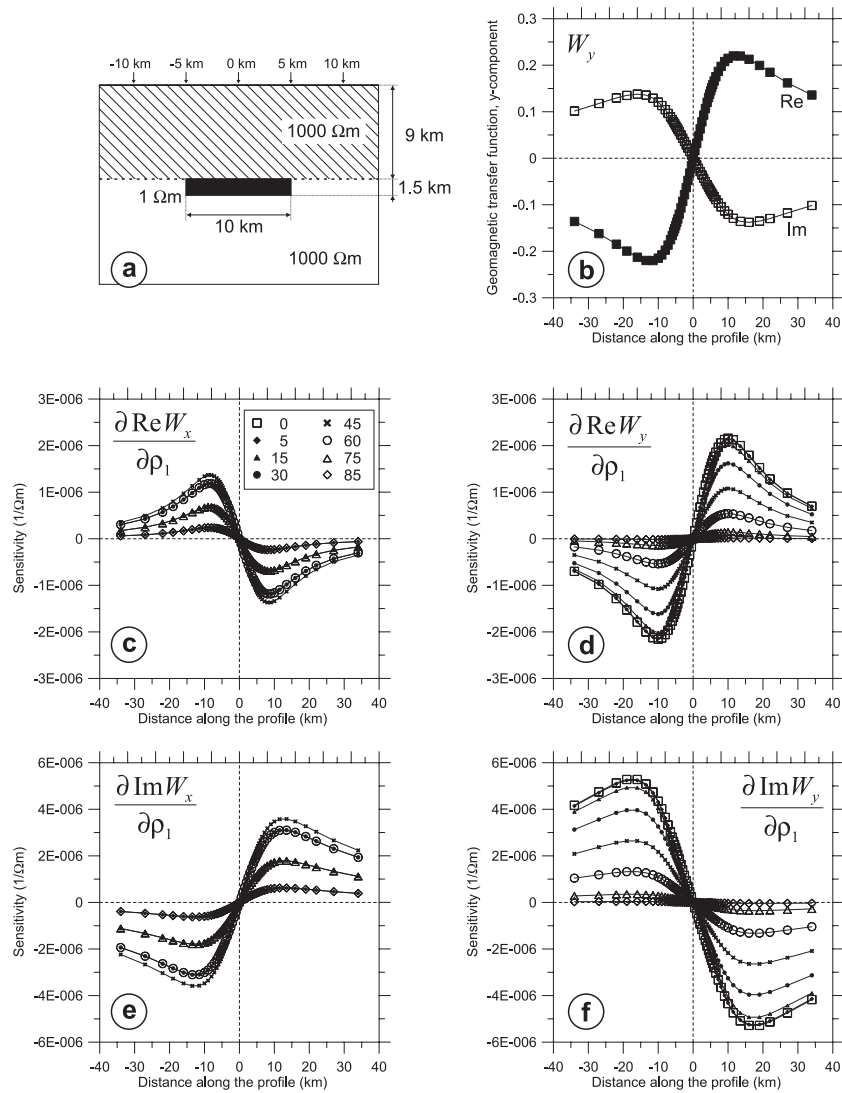 -10 km -5 km 0 km 5 km 10 km
1000 Ωm
9 km
1 Ωm
1.5 km
10 km
1000 Ωm
a
Geomagnetic transfer function, y-component
0.3
0.2
0.1
0
-0.1
-0.2
0.3
W_y
Re
Im
b
-40 -30 -20 -10 0 10 20 30 40
Distance along the profile (km)
Sensitivity (1/Ωm)
3E-006
2E-006
1E-006
0
-1E-006
-2E-006
-3E-006
∂ Re W_x
∂ρ_1
0 45
5 60
15 75
30 85
c
-40 -30 -20 -10 0 10 20 30 40
Distance along the profile (km)
Sensitivity (1/Ωm)
3E-006
2E-006
1E-006
0
-1E-006
-2E-006
-3E-006
∂ Re W_y
∂ρ_1
d
-40 -30 -20 -10 0 10 20 30 40
Distance along the profile (km)
Sensitivity (1/Ωm)
6E-006
4E-006
2E-006
0
-2E-006
-4E-006
-6E-006
∂ Im W_x
∂ρ_1
e
-40 -30 -20 -10 0 10 20 30 40
Distance along the profile (km)
Sensitivity (1/Ωm)
6E-006
4E-006
2E-006
0
-2E-006
-4E-006
-6E-006
∂ Im W_y
∂ρ_1
f
-40 -30 -20 -10 0 10 20 30 40
Distance along the profile (km)